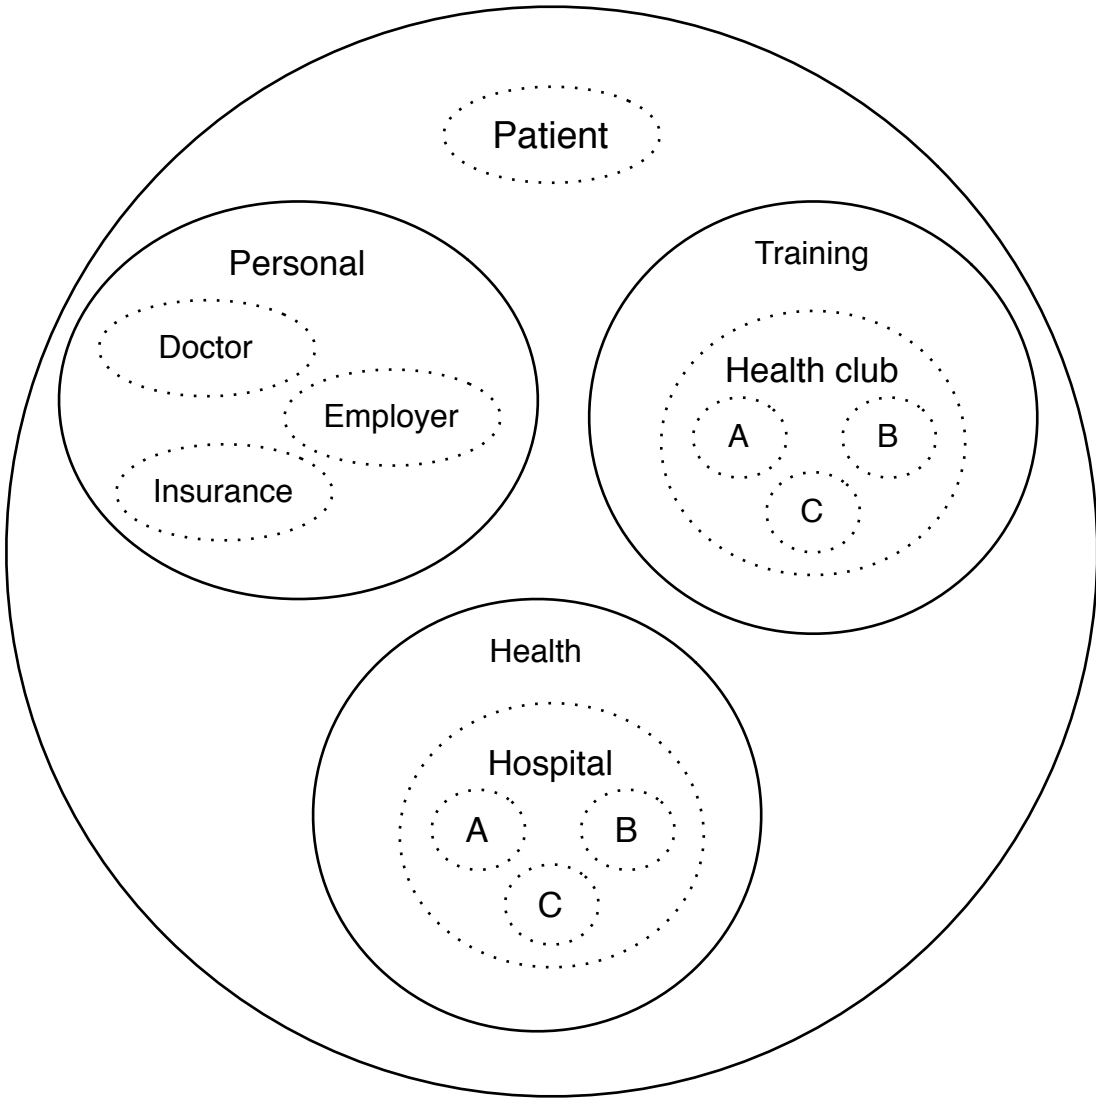 Patient
Personal
Doctor
Employer
Insurance
Training
Health club
A
B
C
Health
Hospital
A
B
C